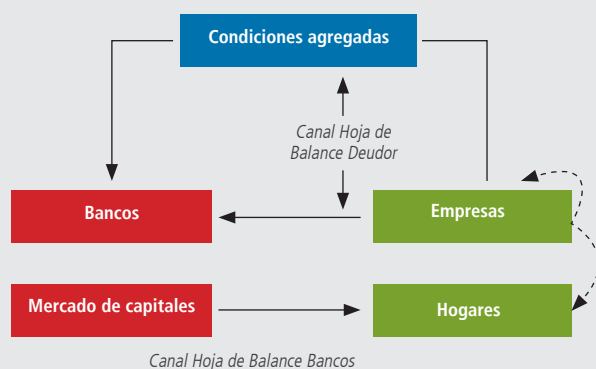 Condiciones agregadas
Canal Hoja de
Balance Deudor
Bancos
Empresas
Mercado de capitales
Hogares
Canal Hoja de Balance Bancos